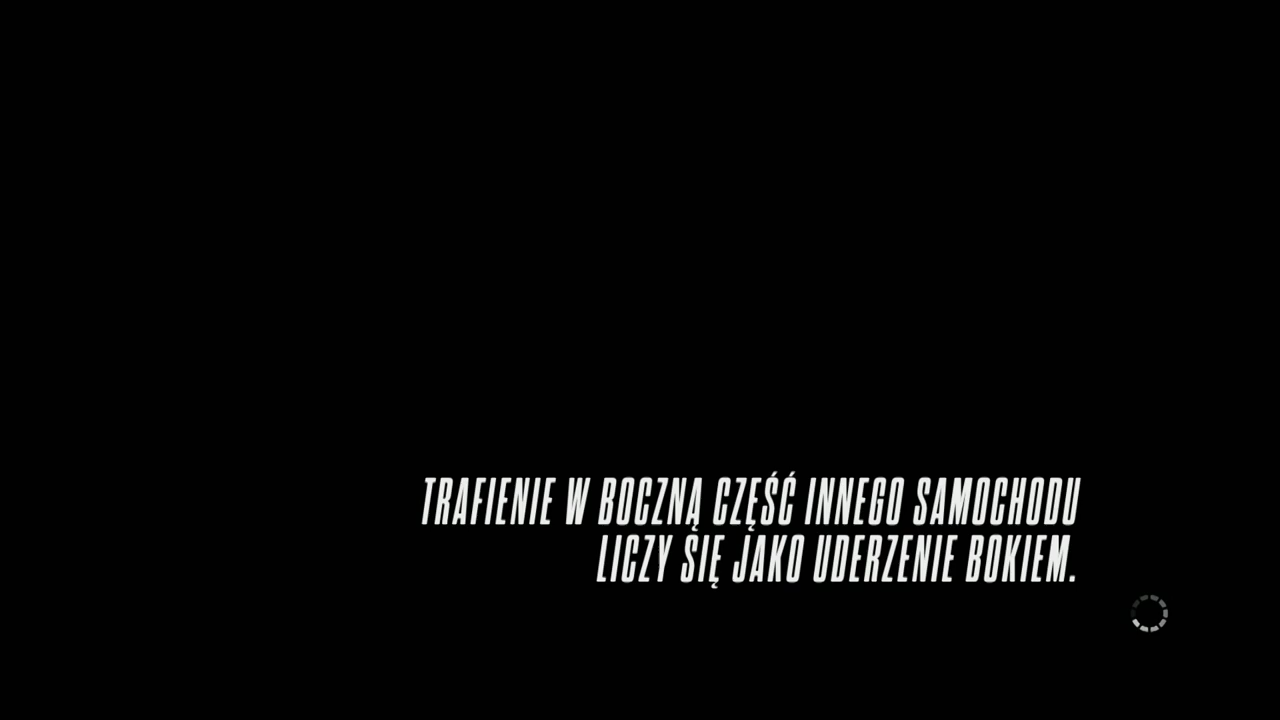 TRAFIENIE W BOCZNĄ CZĘŚĆ INNEGO SAMOCHODU
LICZY SIĘ JAKO UDERZENIE BOKIEM.